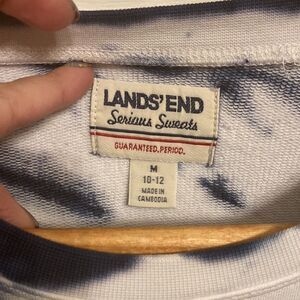 LANDS' END
Serious Sweats
GUARANTEED. PERIOD.
M
10-12
MADE IN
CAMBODIA